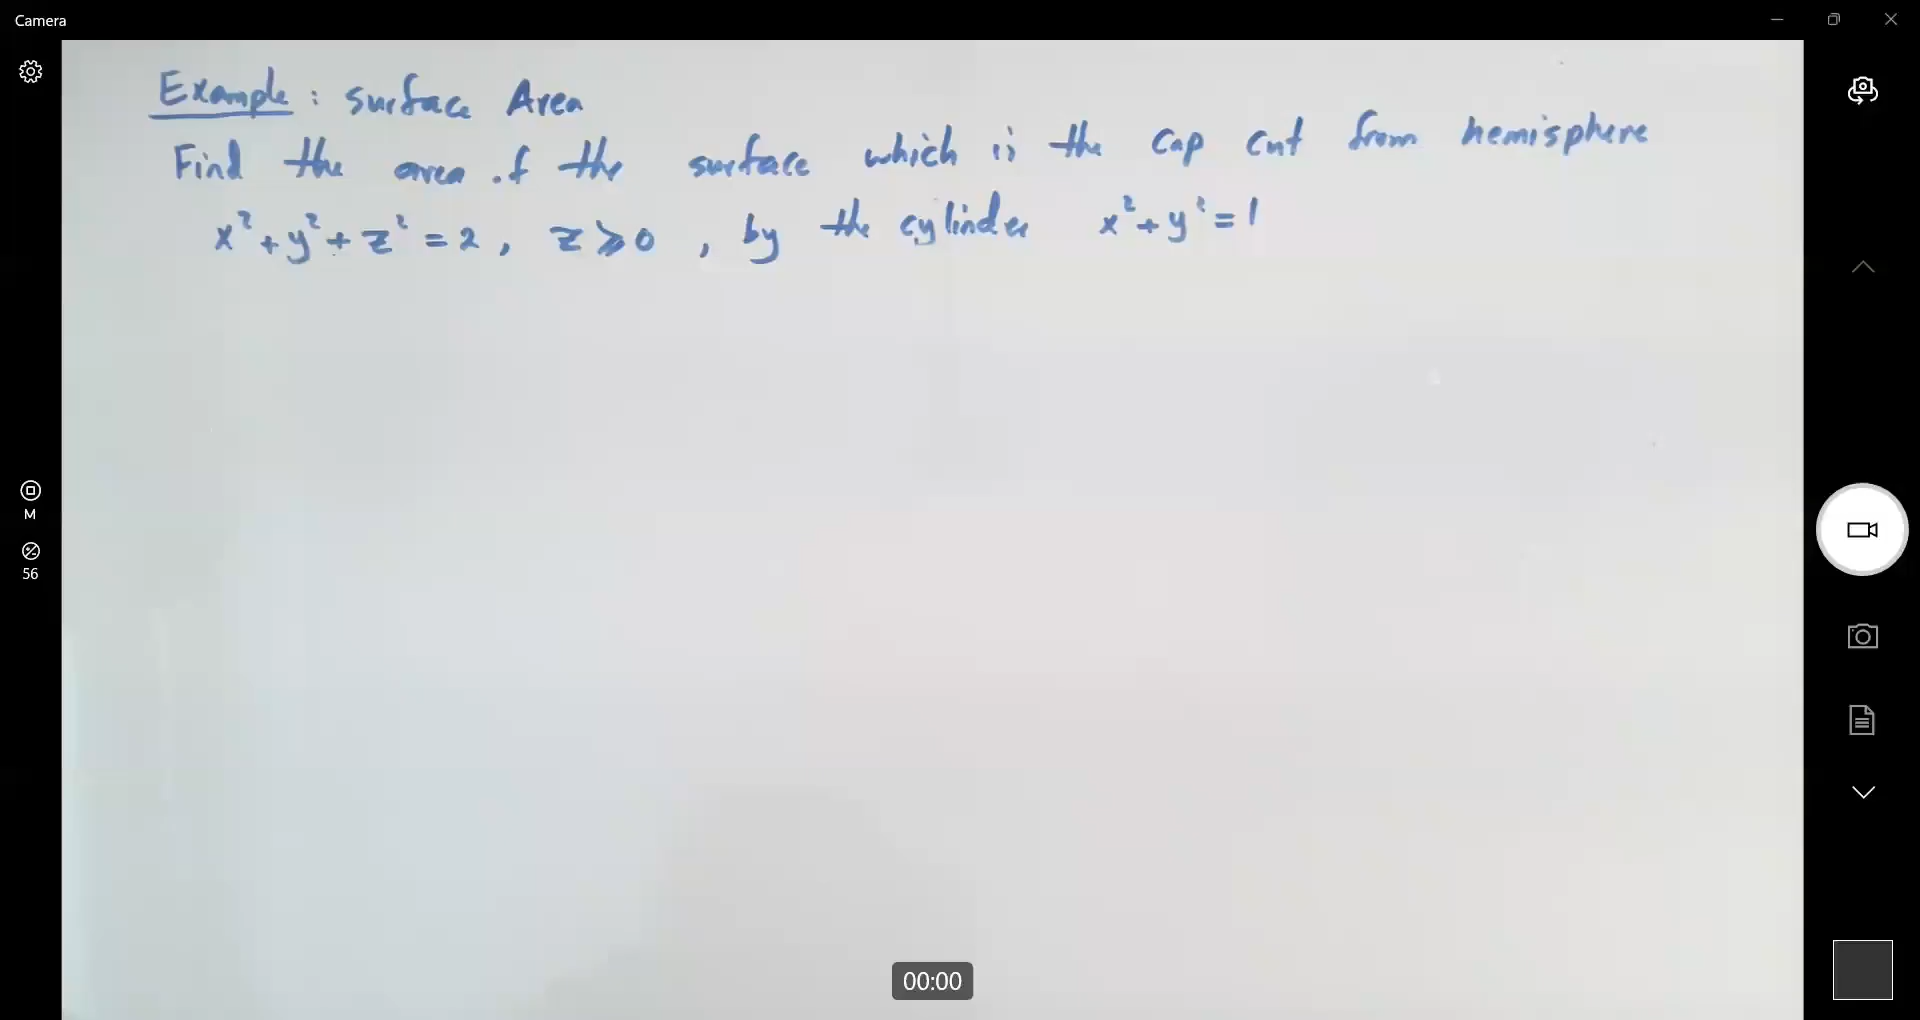 Camera
Example: Surface Area
Find the area of the surface which is the cap cut from hemisphere
x² + y² + z² = 2, z ⩾ 0, by the cylinder x² + y² = 1
M
56
00:00